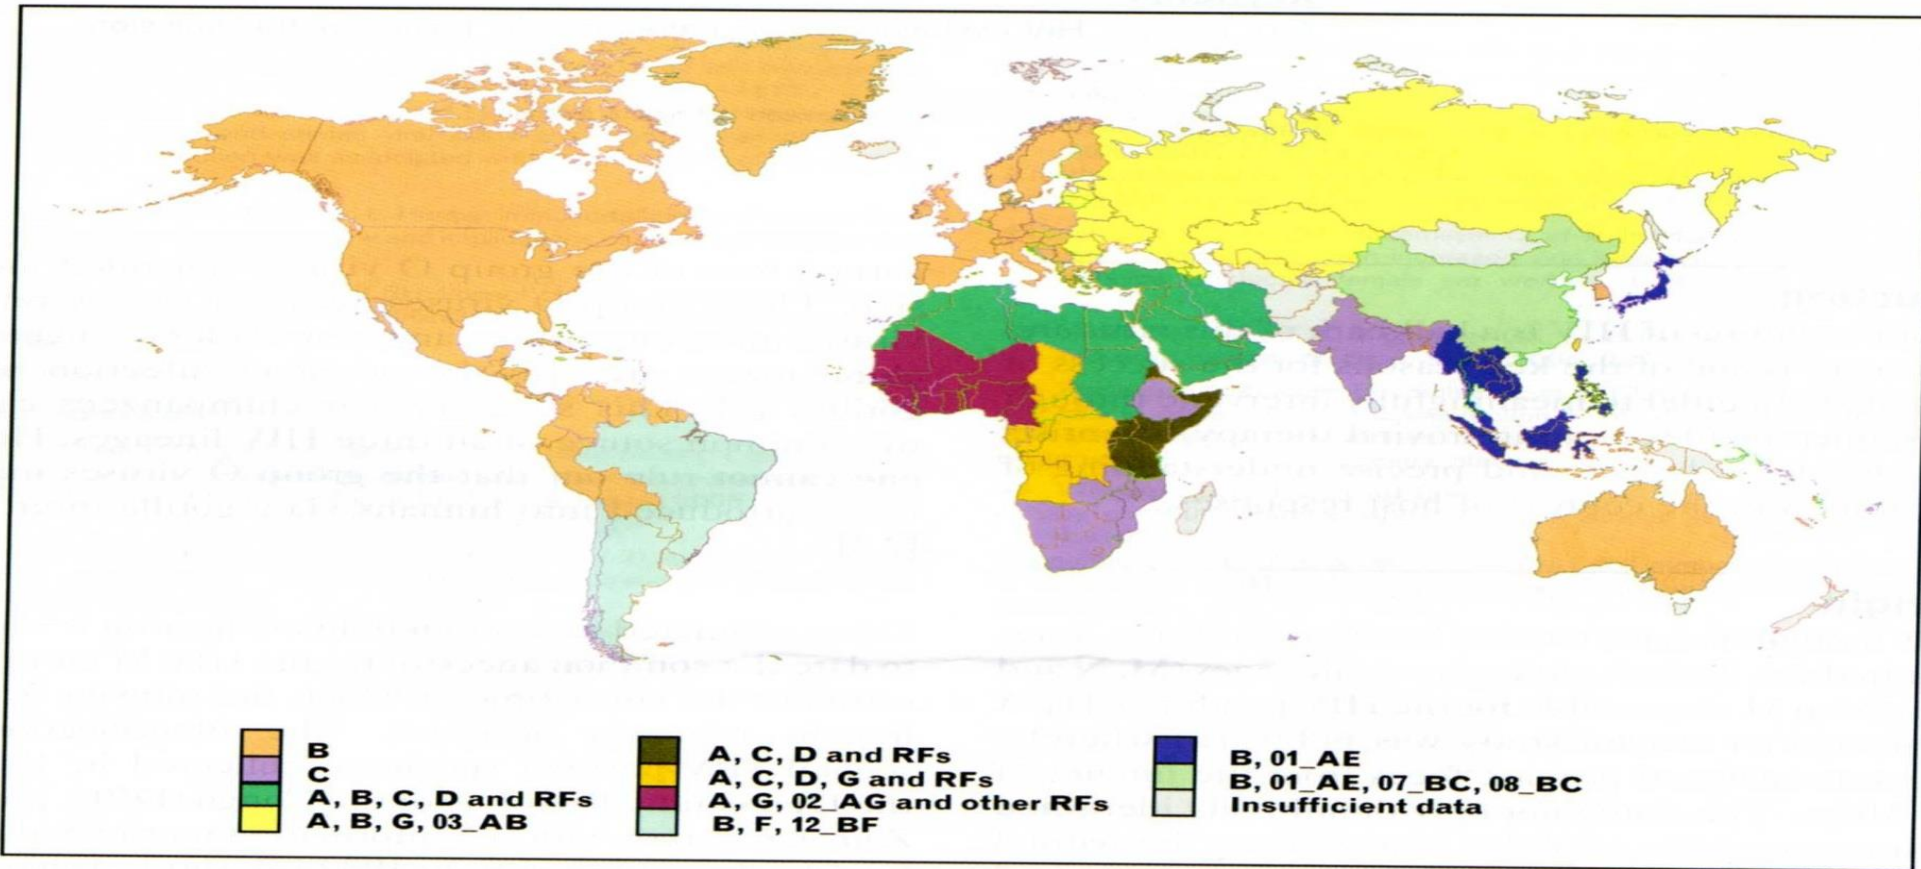 B
C
A, B, C, D and RFs
A, B, G, 03_AB
A, C, D and RFs
A, C, D, G and RFs
A, G, 02_AG and other RFs
B, F, 12_BF
B, 01_AE
B, 01_AE, 07_BC, 08_BC
Insufficient data